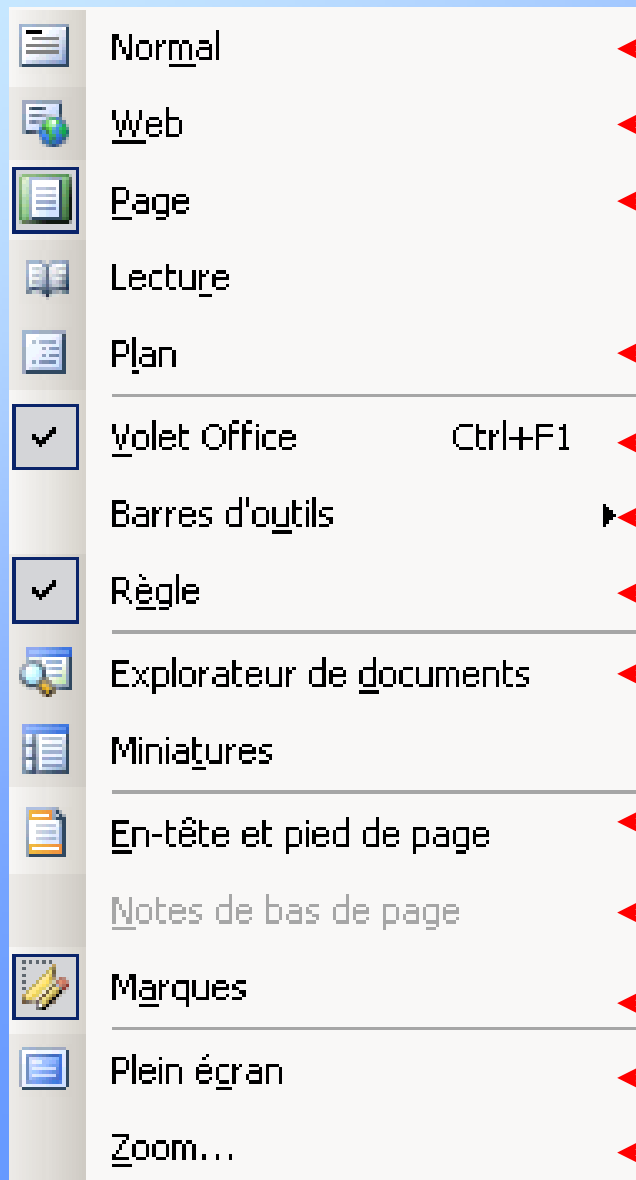 Normal
Web
Page
Lecture
Plan
Volet Office Ctrl+F1
Barres d'outils
Règle
Explorateur de documents
Miniatures
En-tête et pied de page
Notes de bas de page
Marques
Plein écran
Zoom...